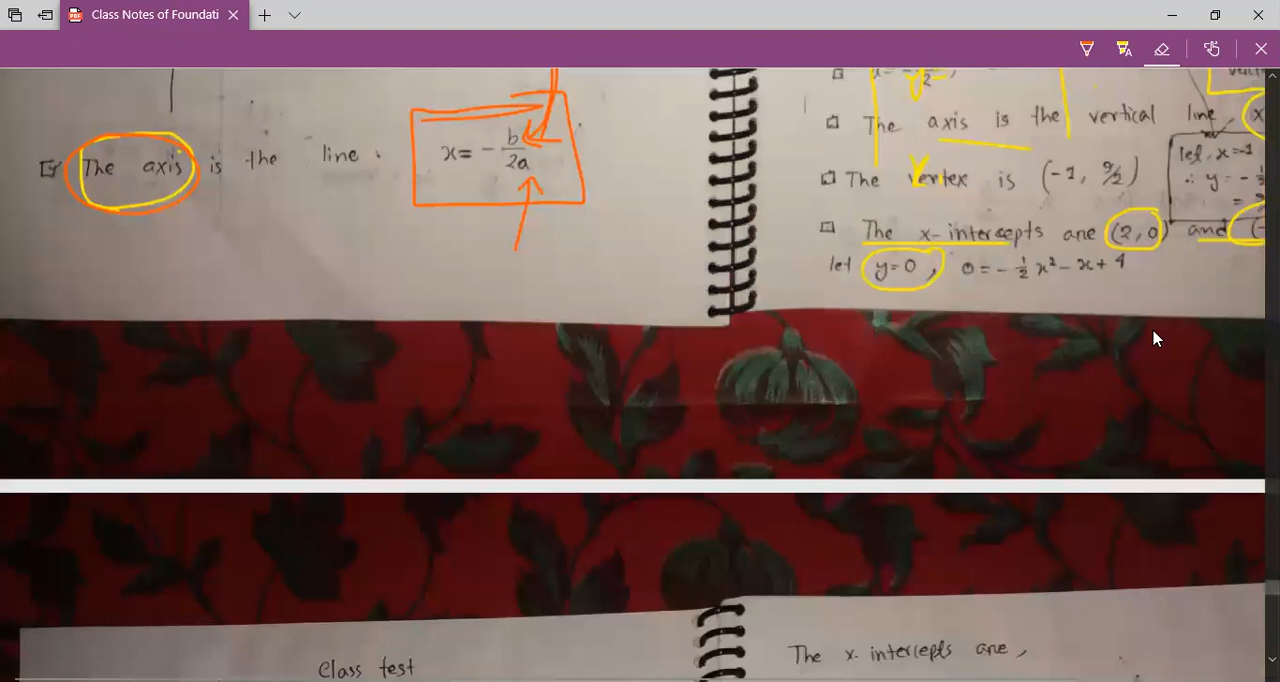 Class Notes of Foundati
The axis is the line :
x = - b/2a
The axis is the vertical line (x
The vertex is (-1, 9/2)
let, x=-1
∴ y = -
=
The x-intercepts are (2,0) and (-
let y=0, 0 = - 1/2 x² - x + 4
Class test
The x-intercepts are,